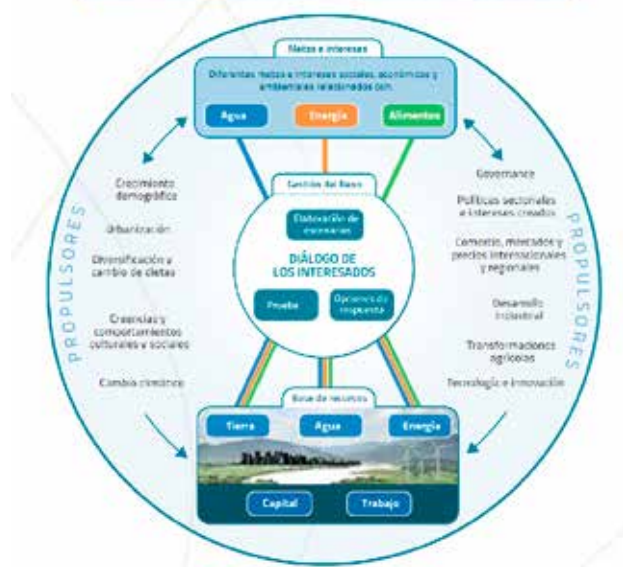 Metas e intereses
Diferentes metas e intereses sociales, económicos y
ambientales relacionados con:
Agua
Energía
Alimentos
PROPULSORES
Crecimiento
demográfico
Urbanización
Diversificación y
cambio de dietas
Creencias y
comportamientos
culturales y sociales
Cambio climático
Gestión del Nexo
Elaboración de
escenarios
DIÁLOGO DE
LOS INTERESADOS
Prueba
Opciones de
respuesta
Governance
Políticas sectoriales
e intereses creados
Comercio, mercados y
precios internacionales
y regionales
Desarrollo
industrial
Transformaciones
agrícolas
Tecnología e innovación
PROPULSORES
Base de recursos
Tierra
Agua
Energía
Capital
Trabajo